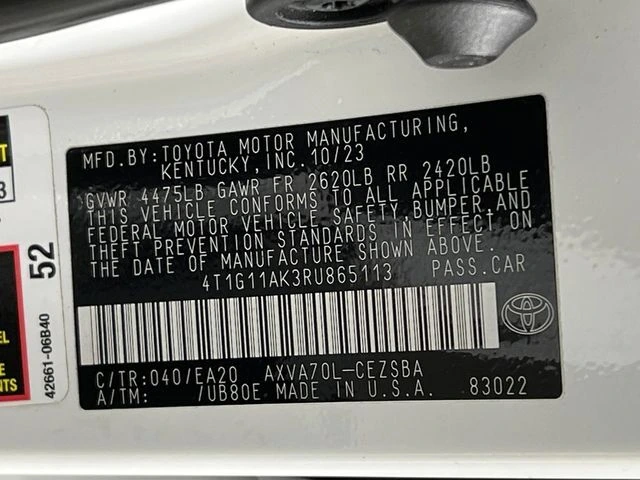 MFD. BY: TOYOTA MOTOR MANUFACTURING,
KENTUCKY, INC. 10/23
GVWR 4475LB GAWR FR 2620LB RR 2420LB
THIS VEHICLE CONFORMS TO ALL APPLICABLE
FEDERAL MOTOR VEHICLE SAFETY, BUMPER, AND
THEFT PREVENTION STANDARDS IN EFFECT ON
THE DATE OF MANUFACTURE SHOWN ABOVE.
4T1G11AK3RU865113 PASS. CAR
C/TR: 040/EA20 AXVA70L-CEZSBA
A/TM: /UB80E MADE IN U.S.A. 83022
52
42661-06B40